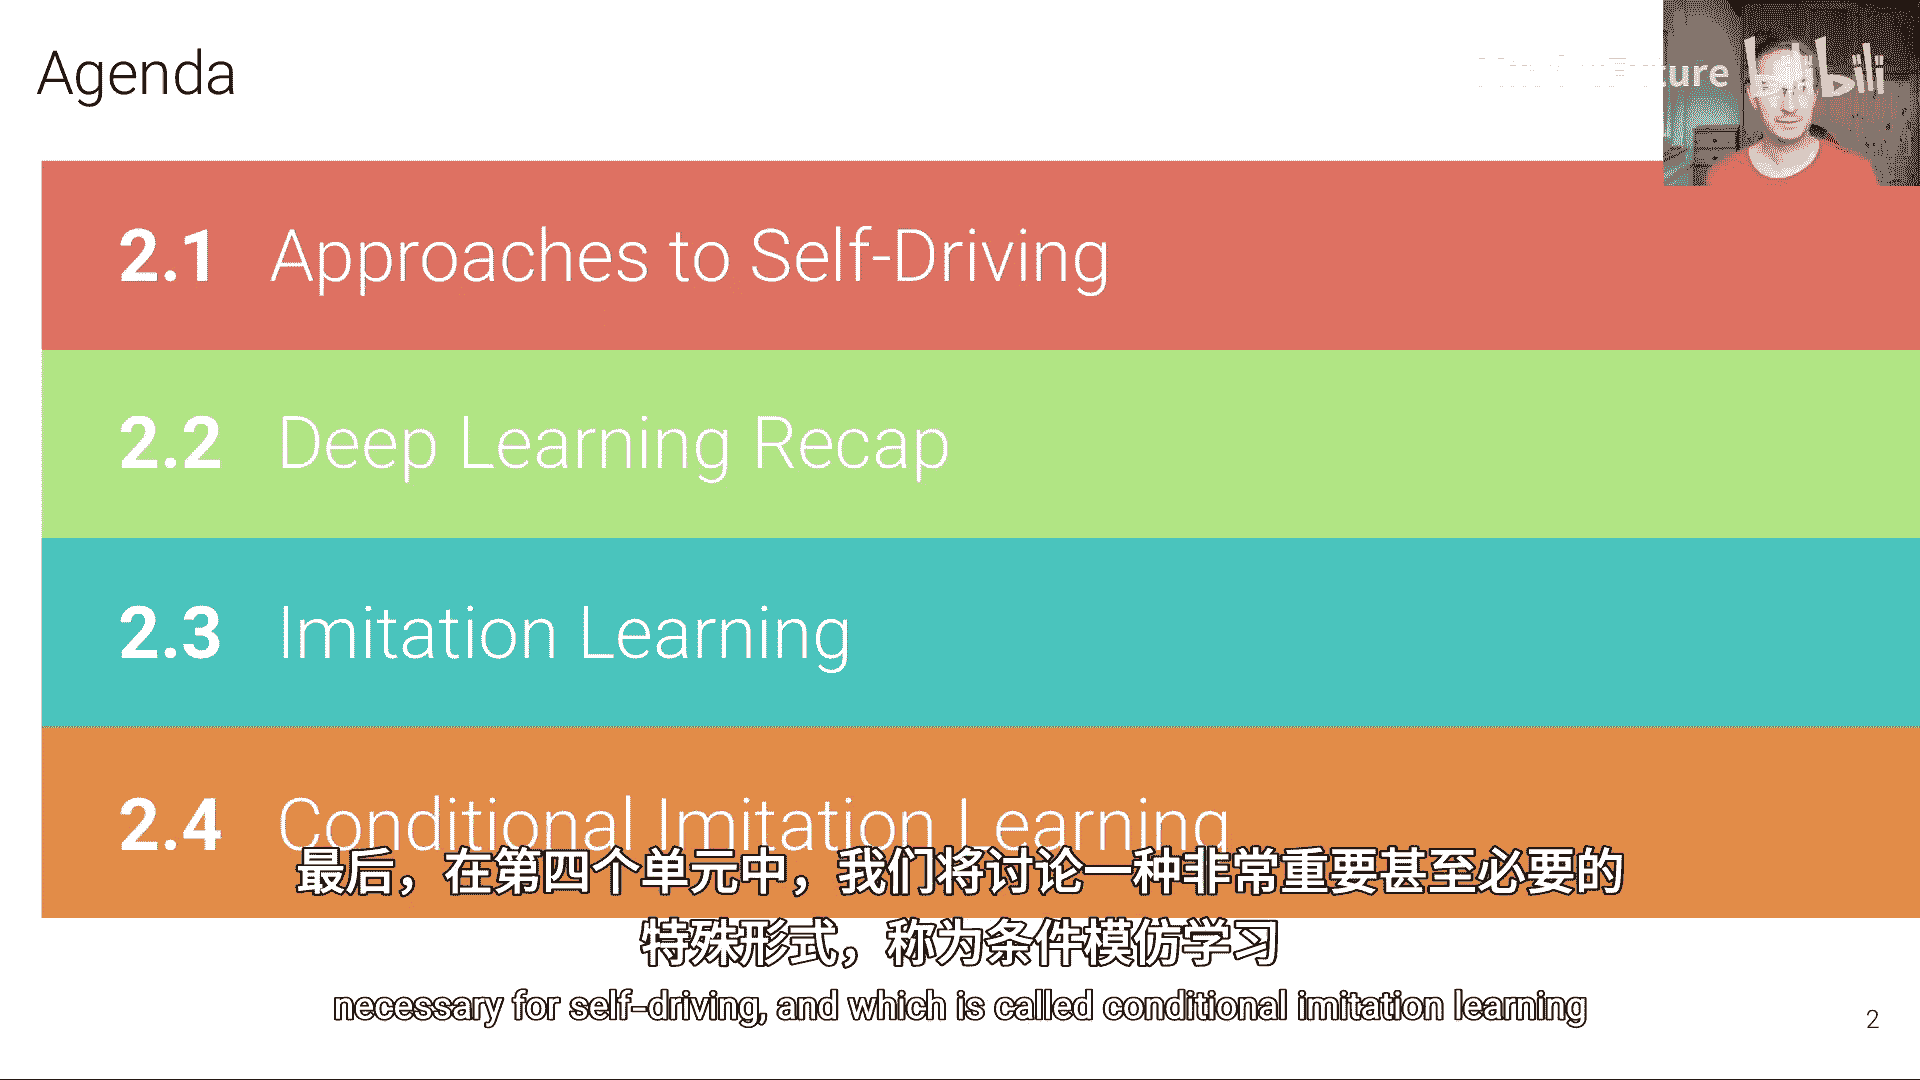 Agenda
bilibili
2.1 Approaches to Self-Driving
2.2 Deep Learning Recap
2.3 Imitation Learning
2.4 Conditional Imitation Learning
最后，在第四个单元中，我们将讨论一种非常重要甚至必要的
特殊形式，称为条件模仿学习
necessary for self-driving, and which is called conditional imitation learning
2